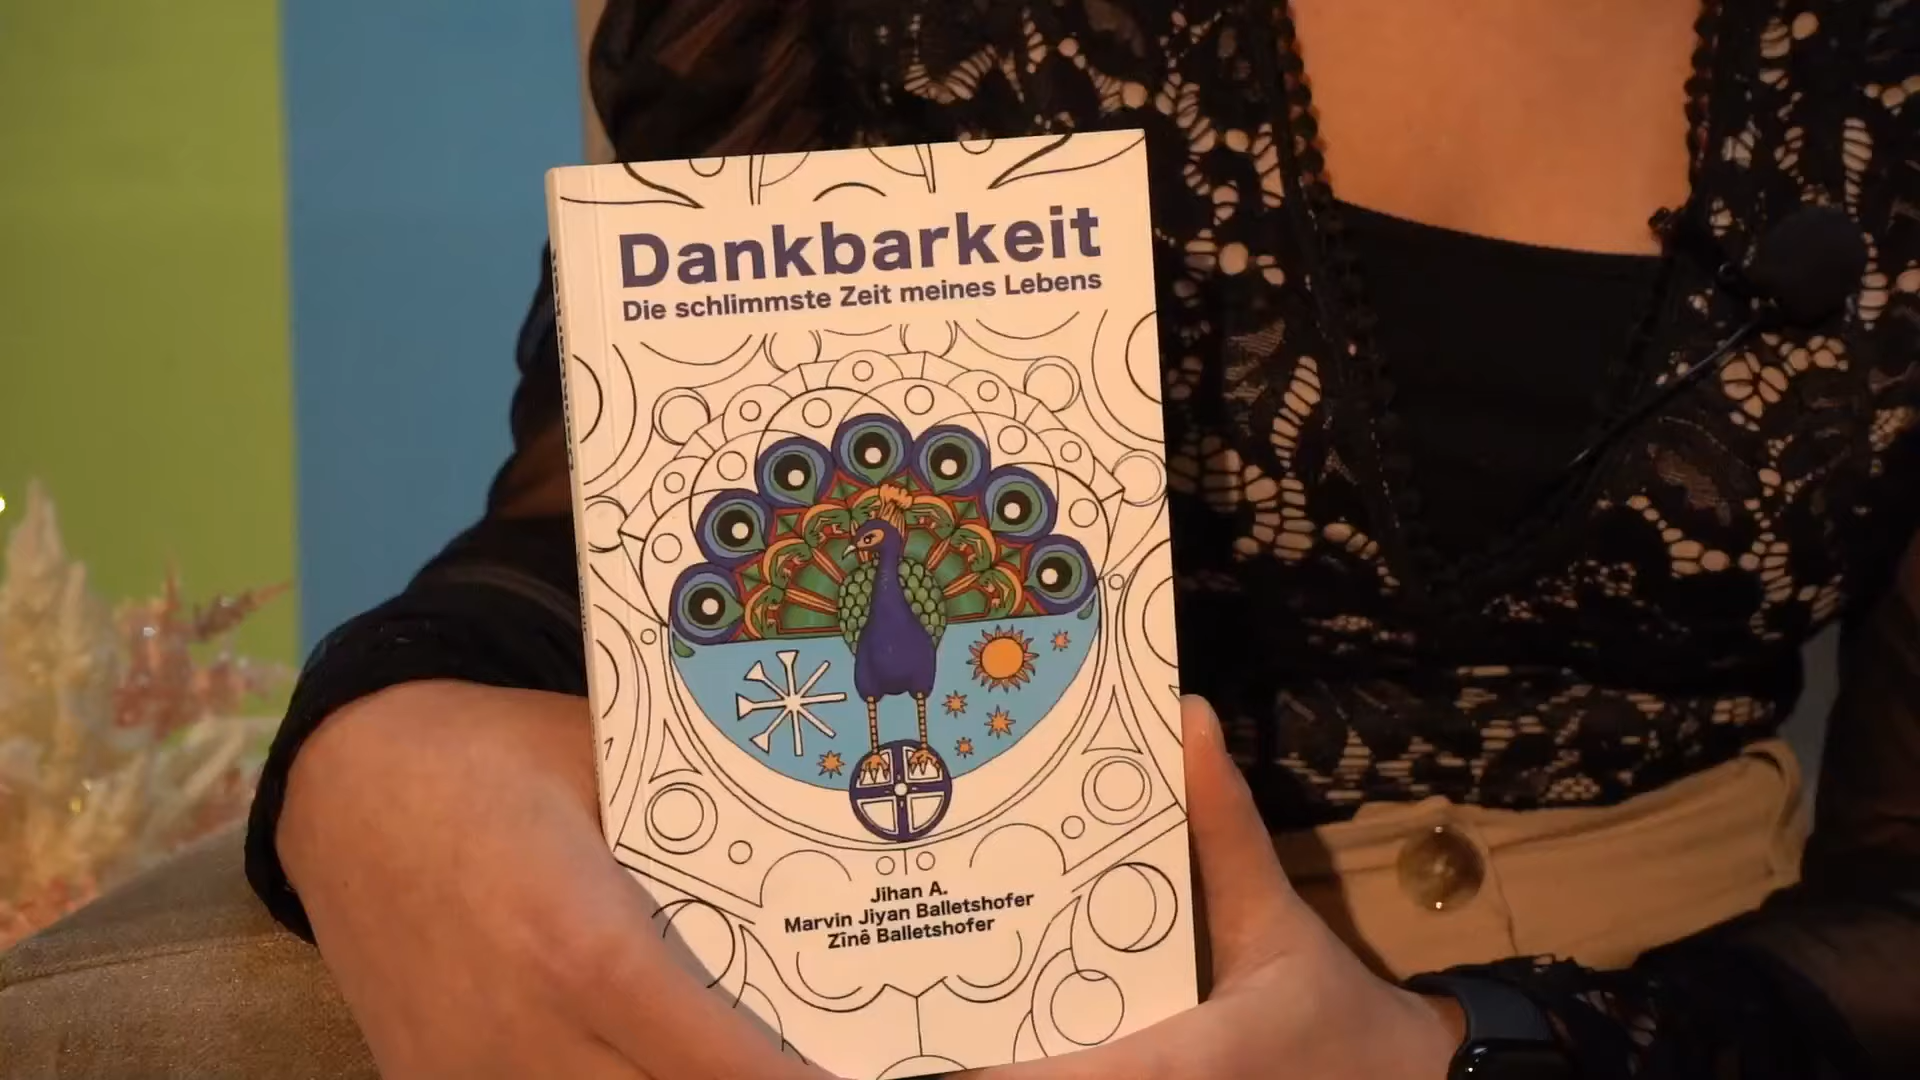 Dankbarkeit
Die schlimmste Zeit meines Lebens
Jihan A.
Marvin Jiyan Balletshofer
Zînê Balletshofer